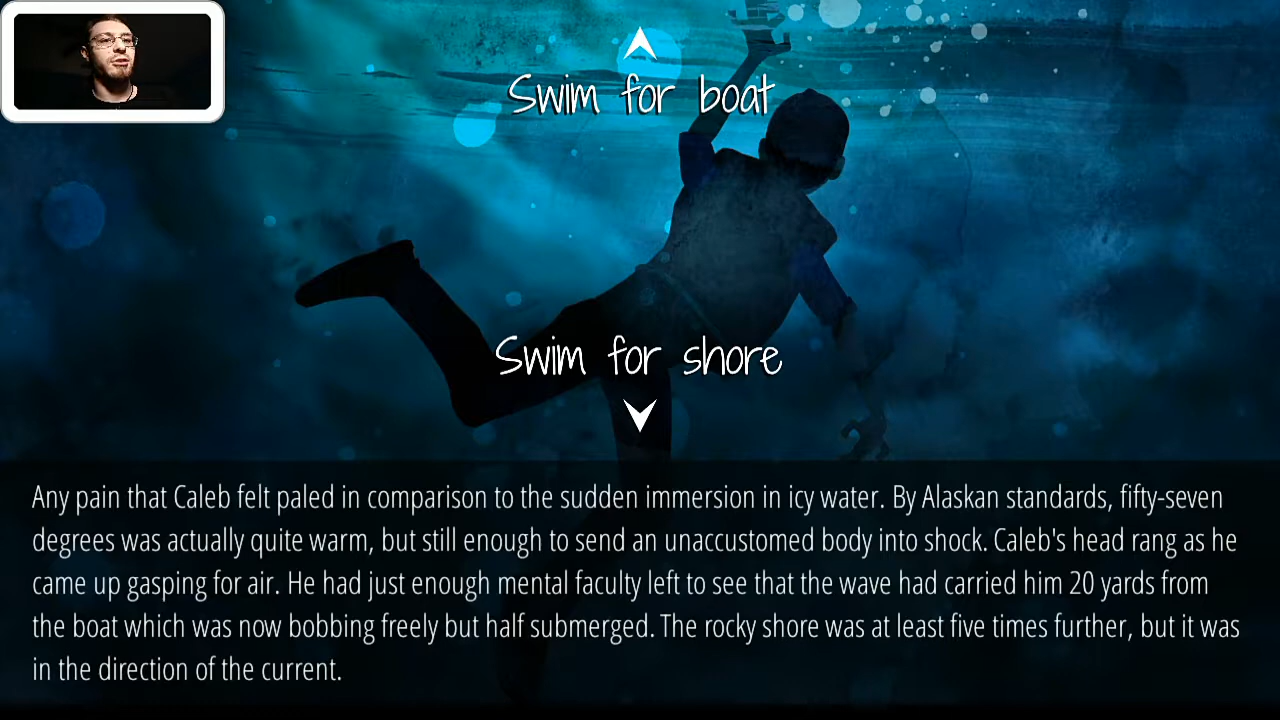 Swim for boat
Swim for shore
Any pain that Caleb felt paled in comparison to the sudden immersion in icy water. By Alaskan standards, fifty-seven
degrees was actually quite warm, but still enough to send an unaccustomed body into shock. Caleb's head rang as he
came up gasping for air. He had just enough mental faculty left to see that the wave had carried him 20 yards from
the boat which was now bobbing freely but half submerged. The rocky shore was at least five times further, but it was
in the direction of the current.